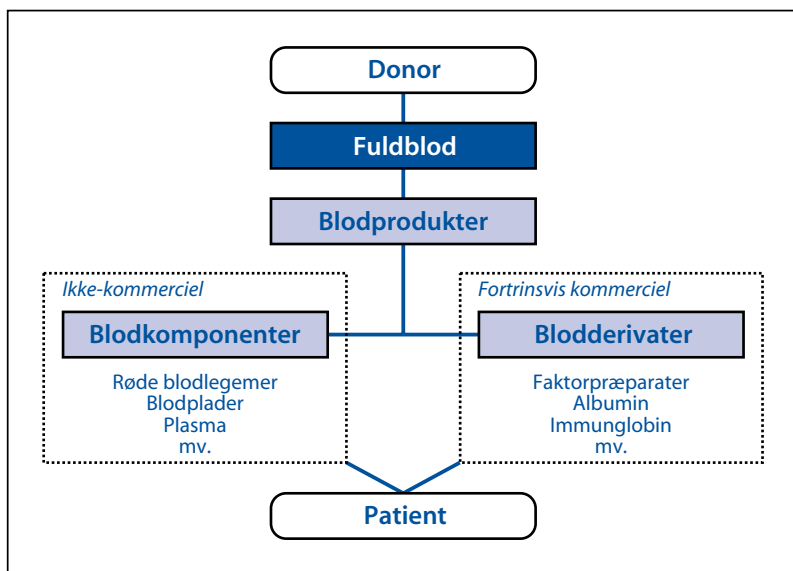 Donor
Fuldblod
Blodprodukter
Ikke-kommerciel
Blodkomponenter
Røde blodlegemer
Blodplader
Plasma
mv.
Fortrinsvis kommerciel
Blodderivater
Faktorpræparater
Albumin
Immunglobin
mv.
Patient